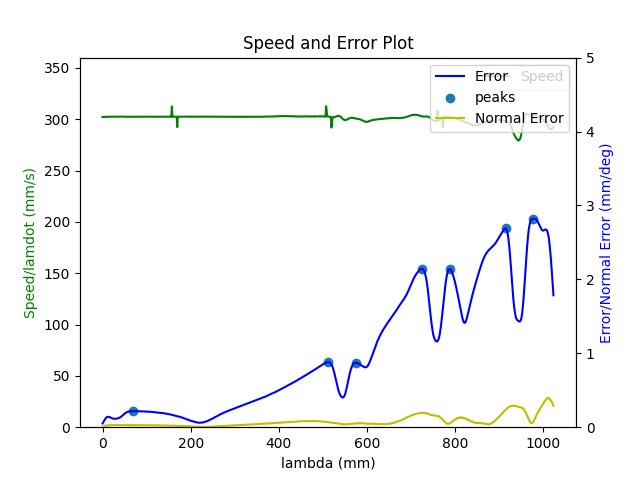 Speed and Error Plot
350
300
250
200
150
100
50
0
Speed/lamdot (mm/s)
0
200
400
600
800
1000
lambda (mm)
5
4
3
2
1
0
Error/Normal Error (mm/deg)
Speed
Error
peaks
Normal Error